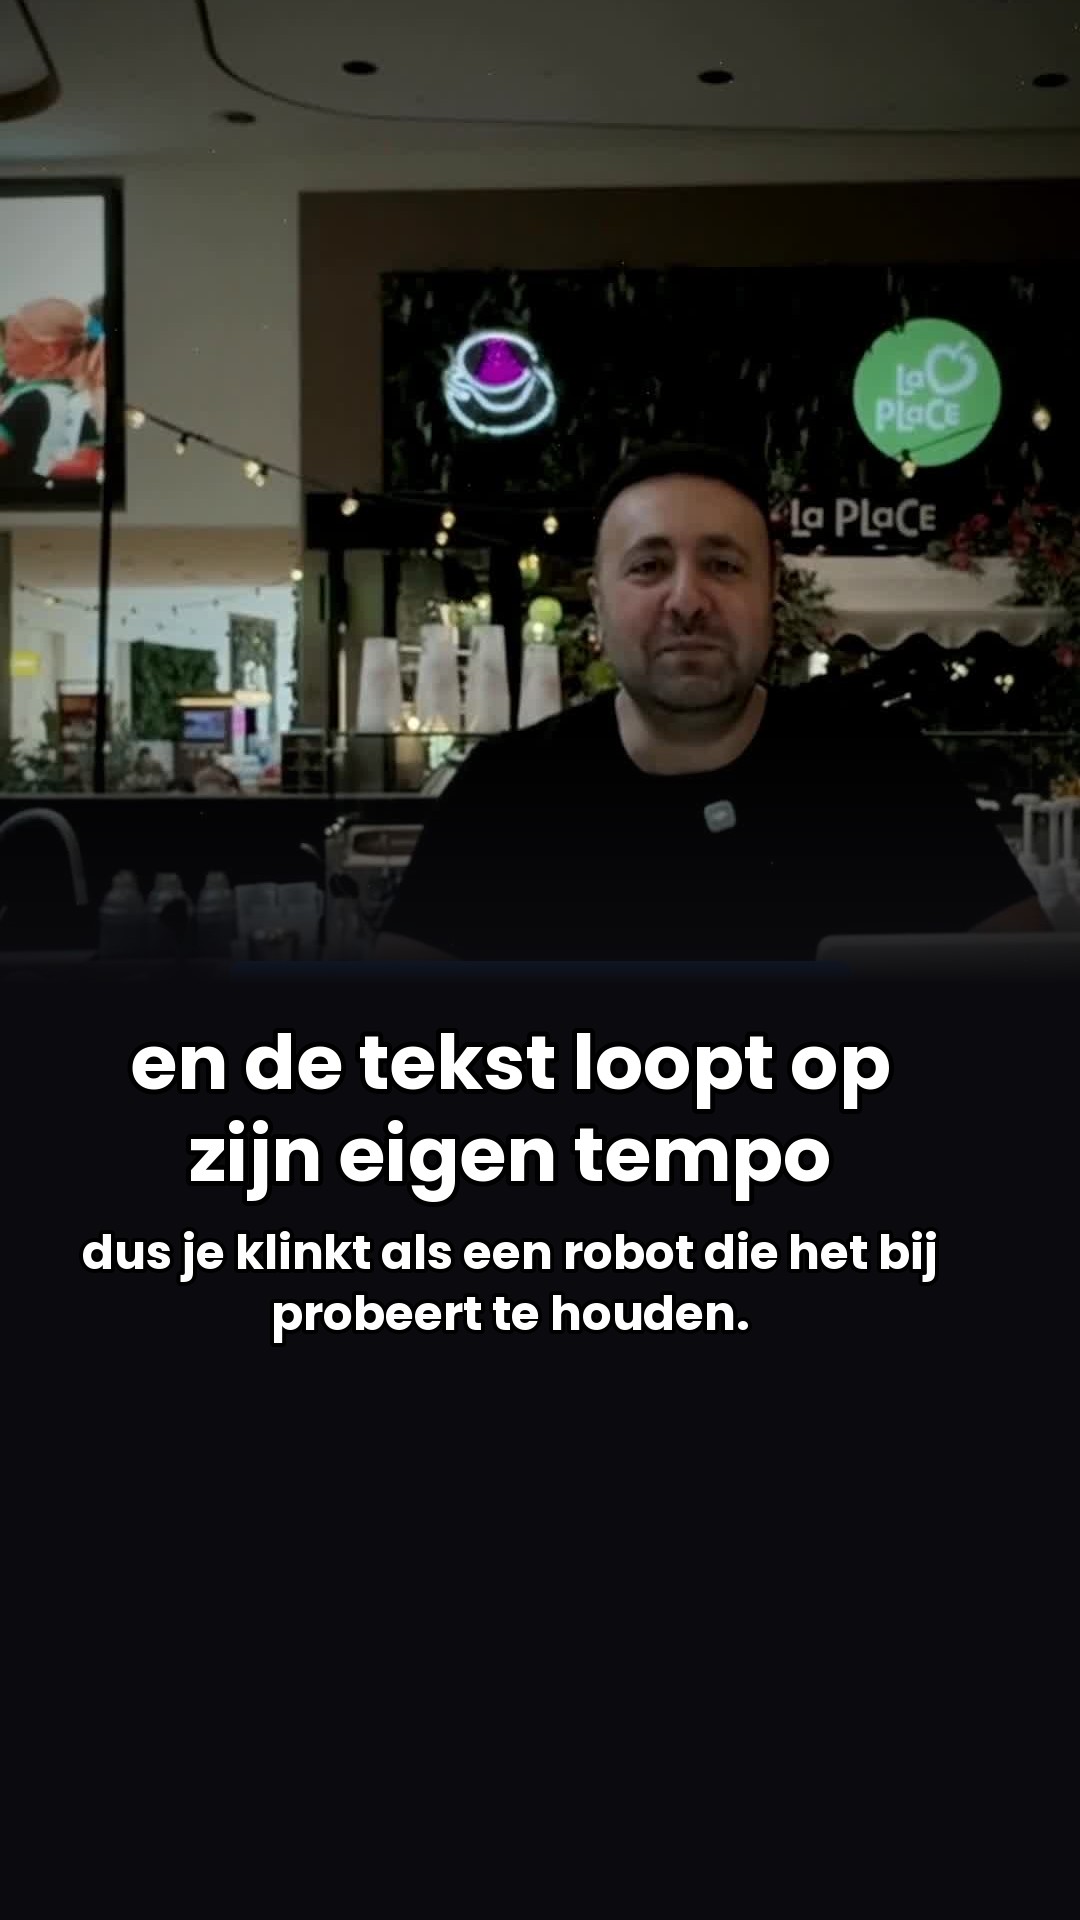 La
PLaCE
La PLaCE
en de tekst loopt op
zijn eigen tempo
dus je klinkt als een robot die het bij
probeert te houden.